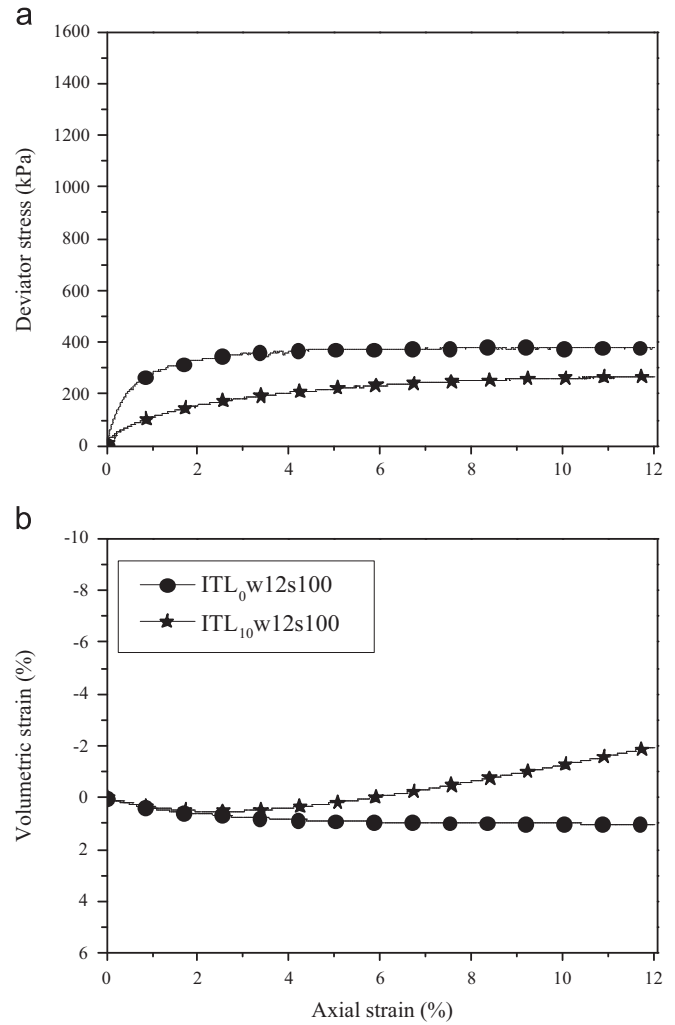 a
1600
1400
1200
1000
800
600
400
200
0
Deviator stress (kPa)
0 2 4 6 8 10 12
b
-10
-8
-6
-4
-2
0
2
4
6
Volumetric strain (%)
ITL₀w12s100
ITL₁₀w12s100
0 2 4 6 8 10 12
Axial strain (%)